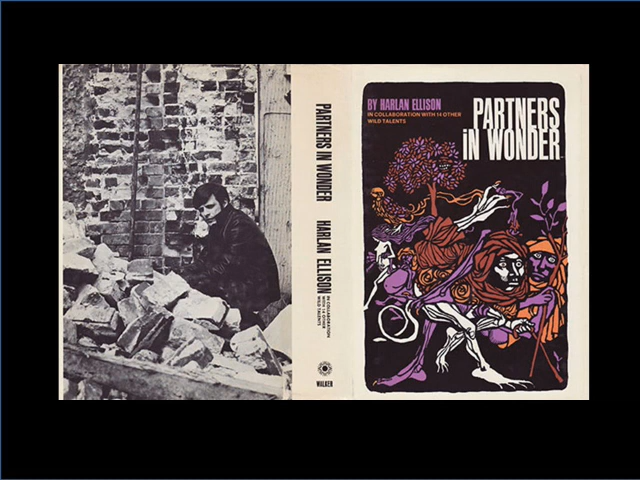 PARTNERS IN WONDER
HARLAN ELLISON
IN COLLABORATION
WITH 14 OTHER
WILD TALENTS
WALKER
BY HARLAN ELLISON
IN COLLABORATION WITH 14 OTHER
WILD TALENTS
PARTNERS
iN WONDER